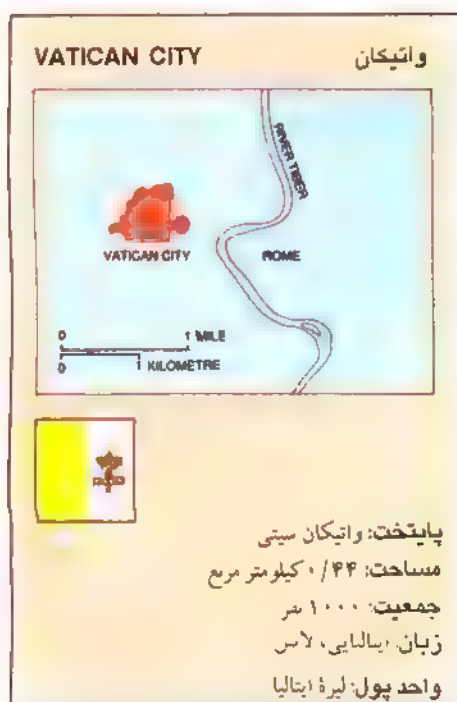 VATICAN CITY واتیکان
RIVER TIBER
VATICAN CITY ROME
0 1 MILE
0 1 KILOMETRE
پایتخت: واتیکان سیتی
مساحت: ۰/۴۴ کیلومتر مربع
جمعیت: ۱۰۰۰ نفر
زبان: ایتالیایی، لاتین
واحد پول: لیرهٔ ایتالیا